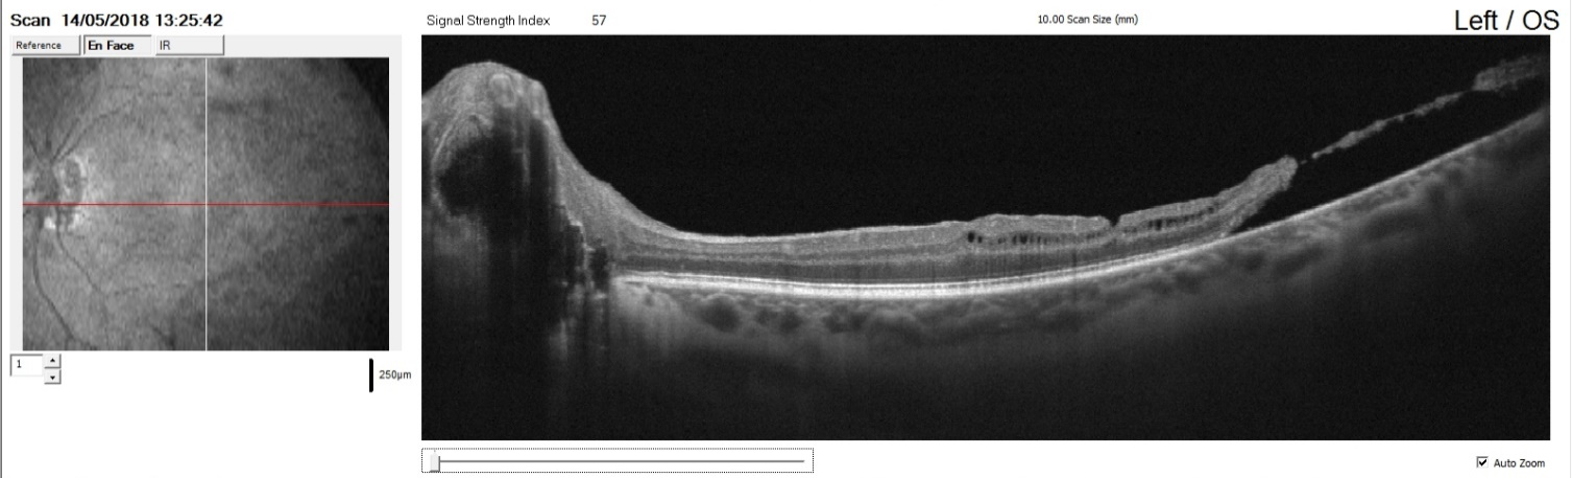 Scan 14/05/2018 13:25:42
Signal Strength Index 57
10.00 Scan Size (mm)
Left / OS
Reference En Face IR
1
250µm
Auto Zoom